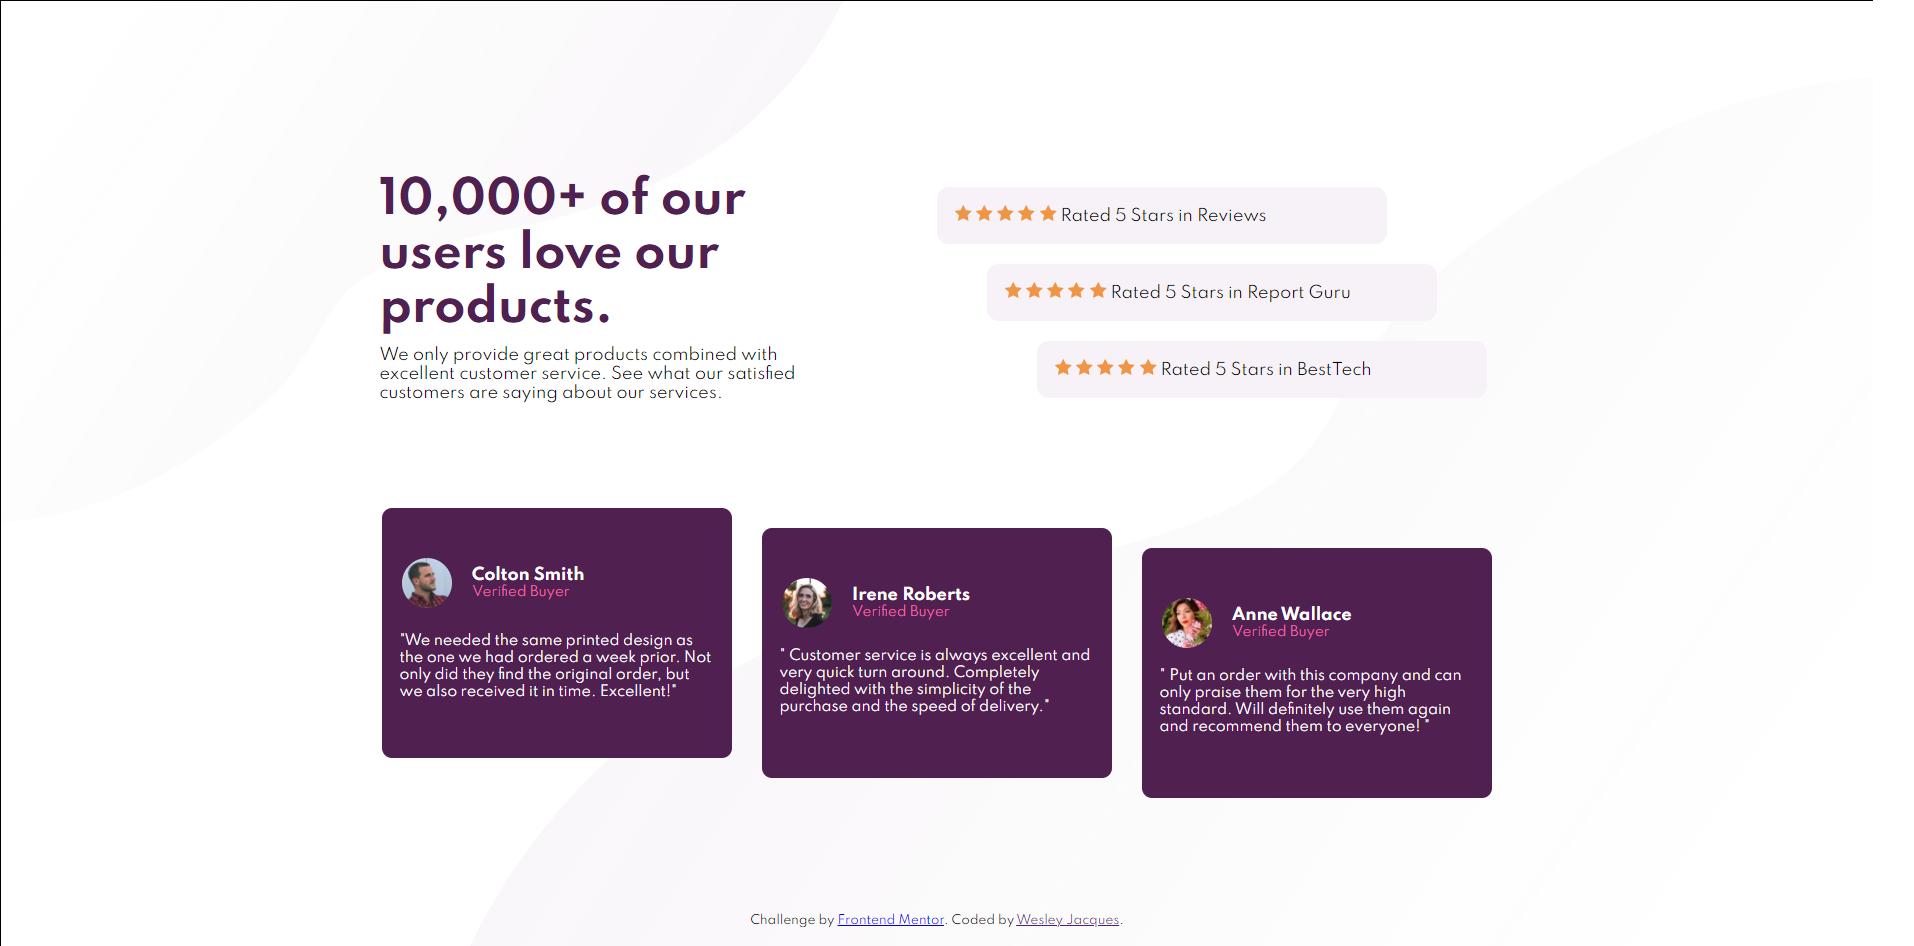 10,000+ of our
users love our
products.
We only provide great products combined with
excellent customer service. See what our satisfied
customers are saying about our services.
Rated 5 Stars in Reviews
Rated 5 Stars in Report Guru
Rated 5 Stars in BestTech
Colton Smith
Verified Buyer
"We needed the same printed design as
the one we had ordered a week prior. Not
only did they find the original order, but
we also received it in time. Excellent!"
Irene Roberts
Verified Buyer
" Customer service is always excellent and
very quick turn around. Completely
delighted with the simplicity of the
purchase and the speed of delivery."
Anne Wallace
Verified Buyer
" Put an order with this company and can
only praise them for the very high
standard. Will definitely use them again
and recommend them to everyone! "
Challenge by Frontend Mentor. Coded by Wesley Jacques.